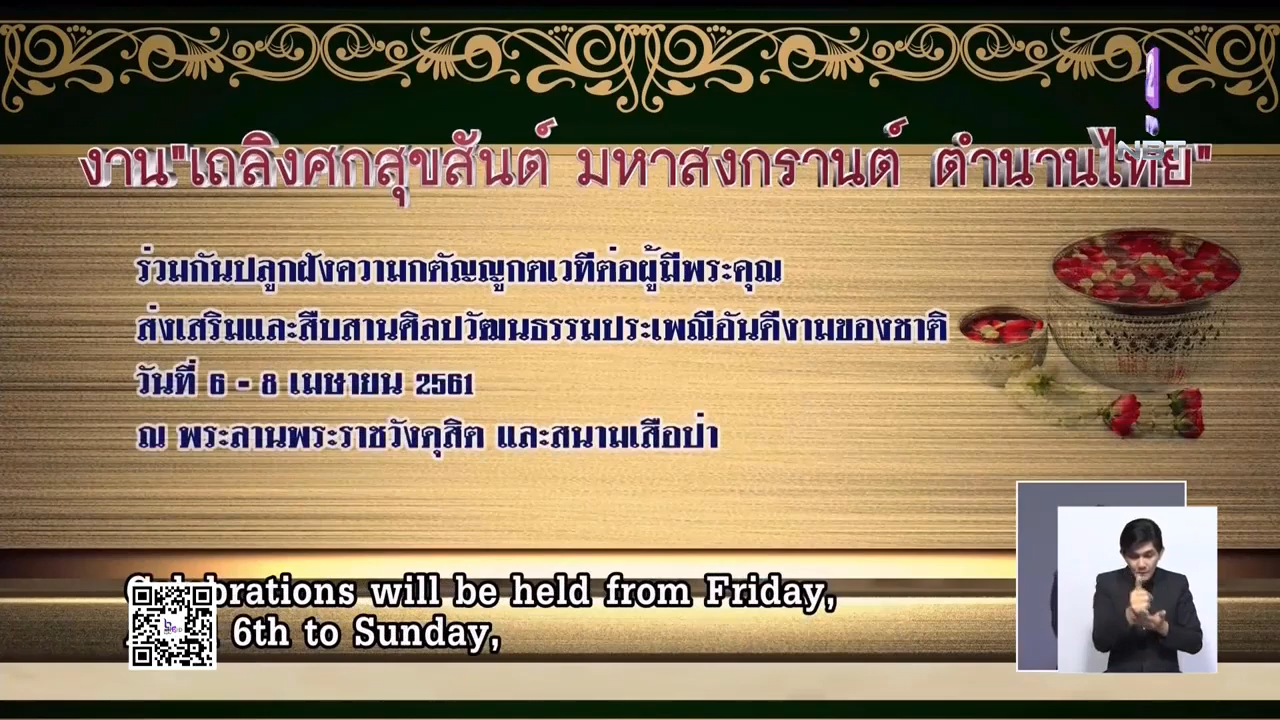 งาน"เถลิงศกสุขสันต์ มหาสงกรานต์ ตำนานไทย"
ร่วมกันปลูกฝังความกตัญญูกตเวทีต่อผู้มีพระคุณ
ส่งเสริมและสืบสานศิลปวัฒนธรรมประเพณีอันดีงามของชาติ
วันที่ 6 - 8 เมษายน 2561
ณ พระลานพระราชวังดุสิต และสนามเสือป่า
Celebrations will be held from Friday,
6th to Sunday,
NBT